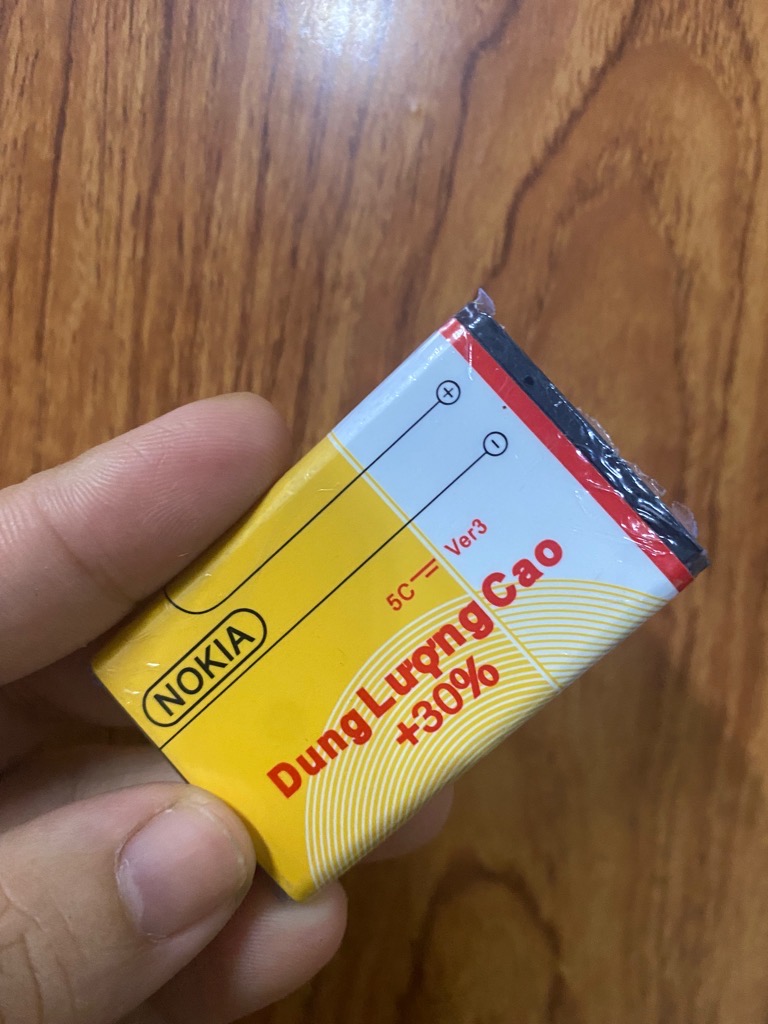 +
-
5C= Ver3
NOKIA
Dung Lượng Cao
+30%